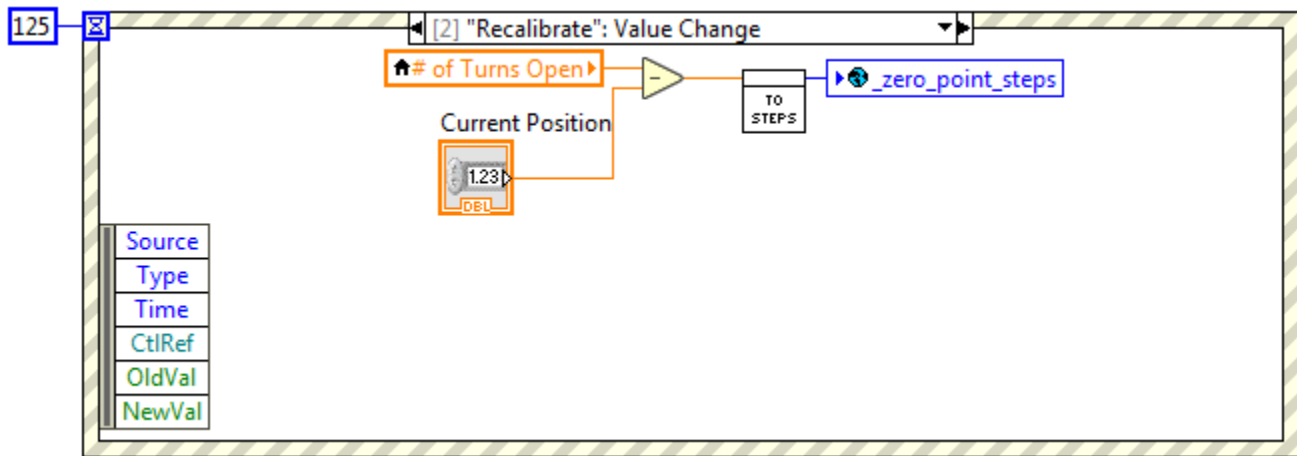 125
[2] "Recalibrate": Value Change
# of Turns Open
_zero_point_steps
TO
STEPS
Current Position
1.23
DBL
Source
Type
Time
CtlRef
OldVal
NewVal